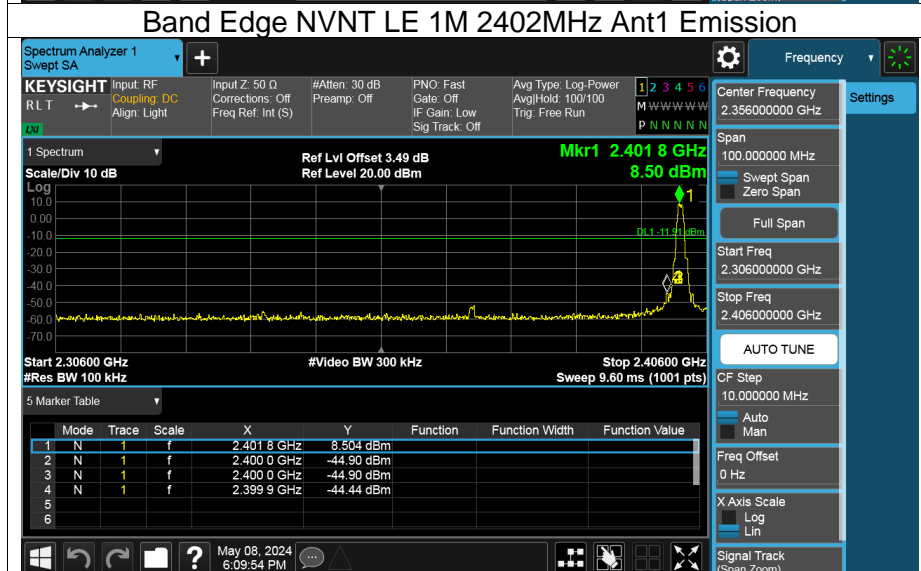 (Span Zoom)
Band Edge NVNT LE 1M 2402MHz Ant1 Emission
Spectrum Analyzer 1
Swept SA
+
Frequency
KEYSIGHT
RLT
LXI
Input: RF
Coupling: DC
Align: Light
Input Z: 50 Ω
Corrections: Off
Freq Ref: Int (S)
#Atten: 30 dB
Preamp: Off
PNO: Fast
Gate: Off
IF Gain: Low
Sig Track: Off
Avg Type: Log-Power
Avg|Hold: 100/100
Trig: Free Run
1 2 3 4 5 6
M W W W W W
P N N N N N
1 Spectrum
Scale/Div 10 dB
Ref Lvl Offset 3.49 dB
Ref Level 20.00 dBm
Mkr1 2.401 8 GHz
8.50 dBm
Log
10.0
0.00
-10.0
-20.0
-30.0
-40.0
-50.0
-60.0
-70.0
1
DL1 -11.91 dBm
Start 2.30600 GHz
#Res BW 100 kHz
#Video BW 300 kHz
Stop 2.40600 GHz
Sweep 9.60 ms (1001 pts)
5 Marker Table
Mode Trace Scale X Y Function Function Width Function Value
1 N 1 f 2.401 8 GHz 8.504 dBm
2 N 1 f 2.400 0 GHz -44.90 dBm
3 N 1 f 2.400 0 GHz -44.90 dBm
4 N 1 f 2.399 9 GHz -44.44 dBm
5
6
May 08, 2024
6:09:54 PM
Center Frequency
2.356000000 GHz
Settings
Span
100.000000 MHz
Swept Span
Zero Span
Full Span
Start Freq
2.306000000 GHz
Stop Freq
2.406000000 GHz
AUTO TUNE
CF Step
10.000000 MHz
Auto
Man
Freq Offset
0 Hz
X Axis Scale
Log
Lin
Signal Track
(Span Zoom)